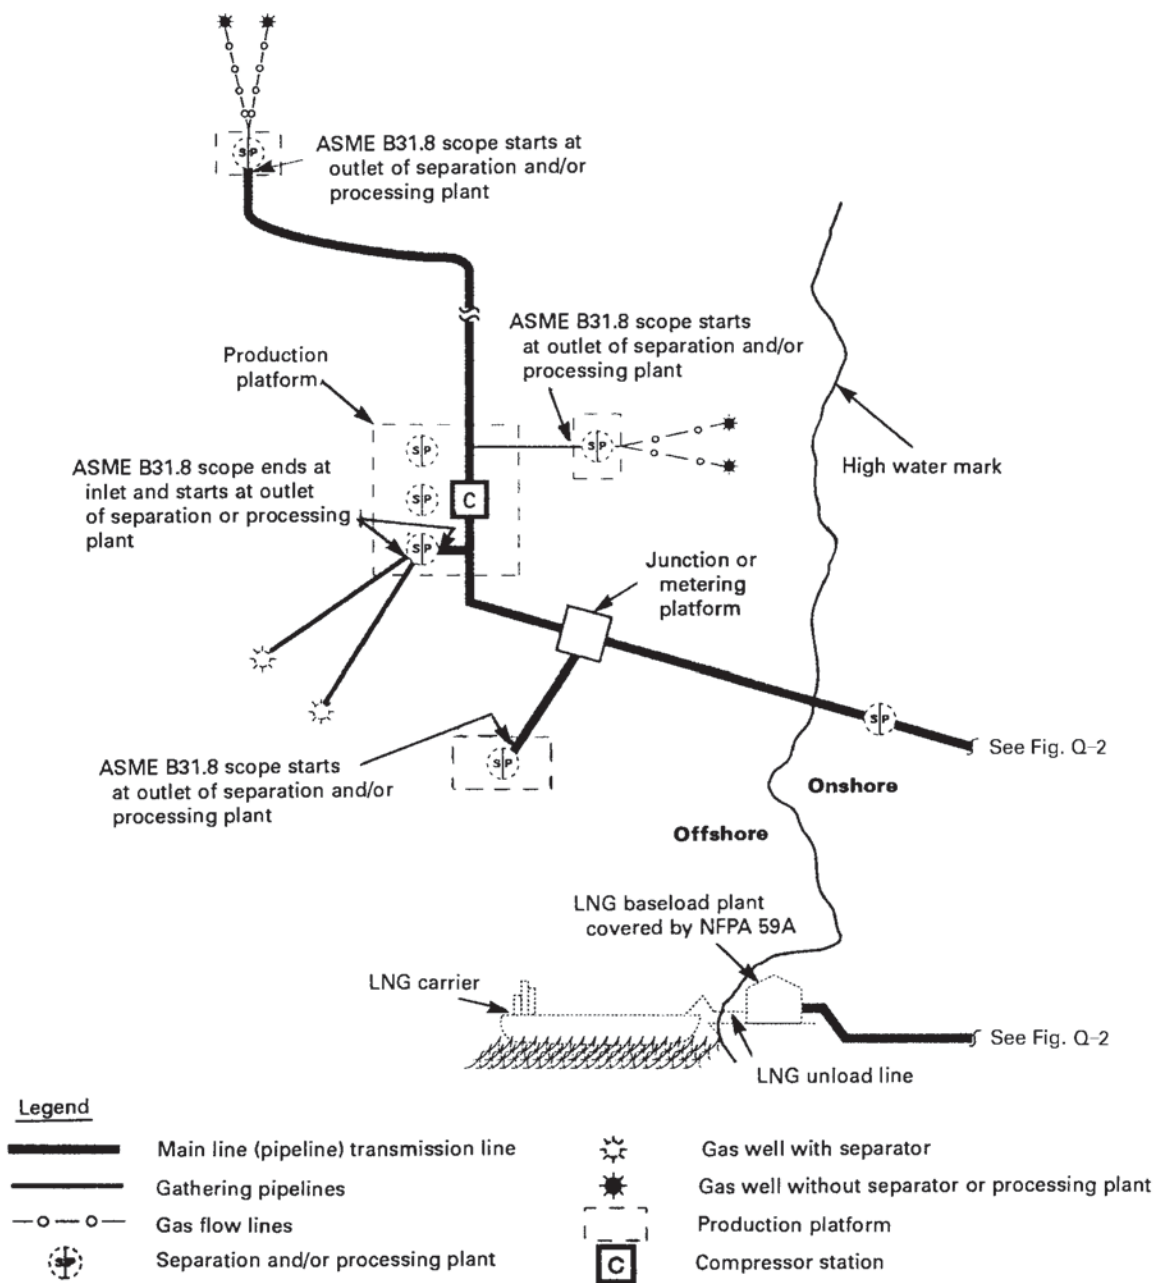 ASME B31.8 scope starts at
outlet of separation and/or
processing plant
S P
ASME B31.8 scope starts
at outlet of separation and/or
processing plant
Production
platform
S P
S P
High water mark
ASME B31.8 scope ends at
inlet and starts at outlet
of separation or processing
plant
S P
C
S P
Junction or
metering
platform
S P
See Fig. Q-2
S P
ASME B31.8 scope starts
at outlet of separation and/or
processing plant
Onshore
Offshore
LNG baseload plant
covered by NFPA 59A
LNG carrier
See Fig. Q-2
LNG unload line
Legend
Main line (pipeline) transmission line
Gathering pipelines
Gas flow lines
S P
Separation and/or processing plant
Gas well with separator
Gas well without separator or processing plant
Production platform
C
Compressor station